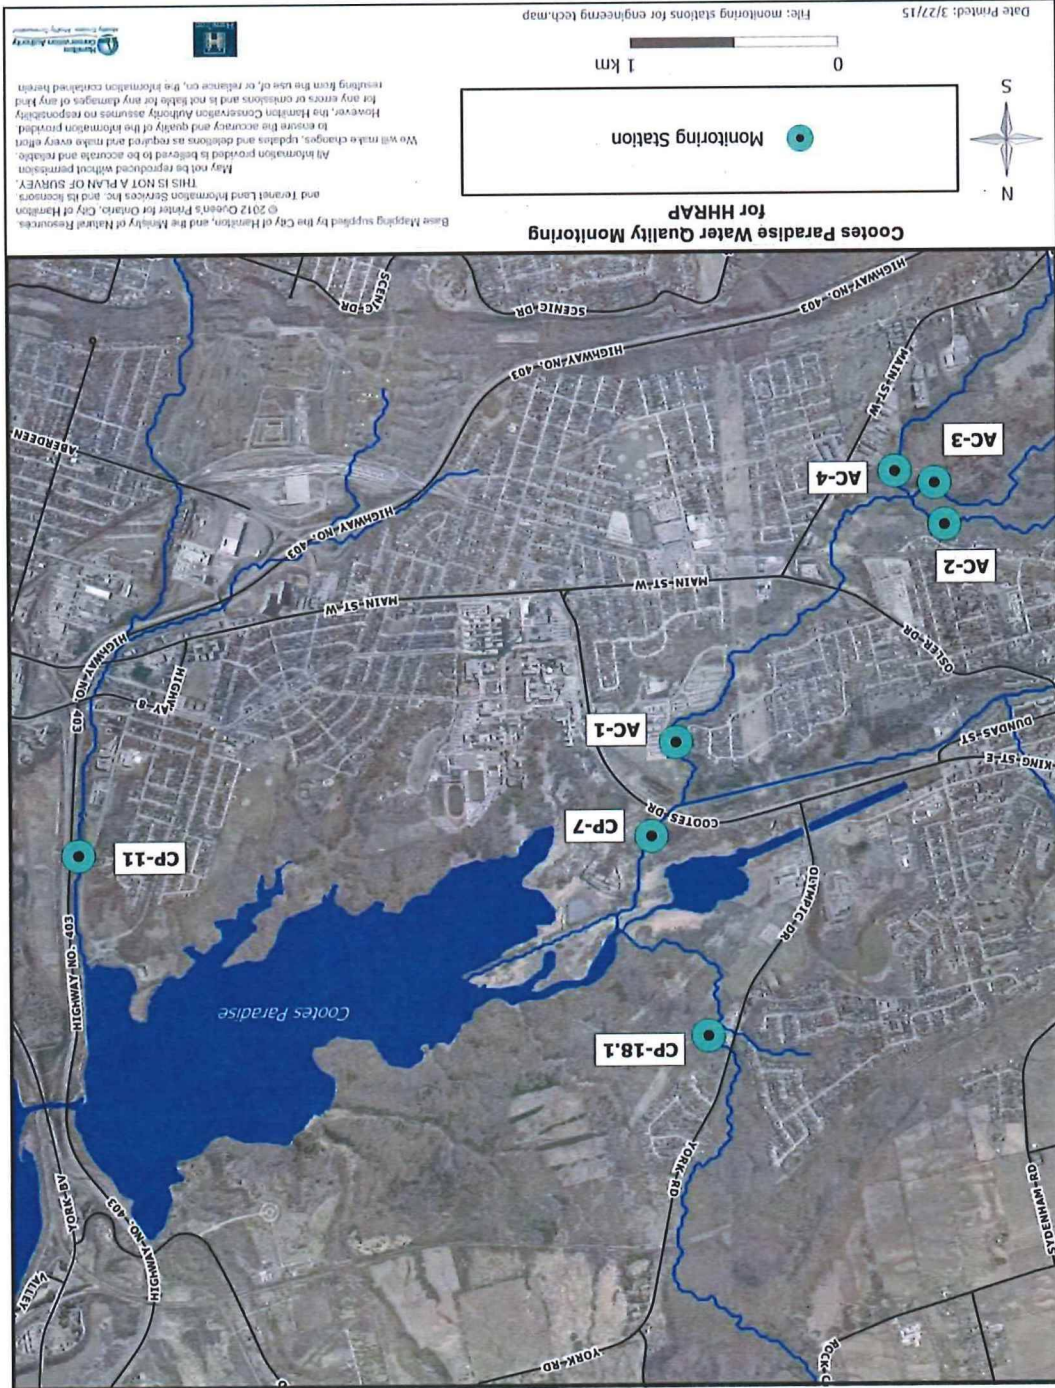 YORK-RD
ROCK C
HIGHWAY-NO. 403
VALLEY
YORK-BV
SYDENHAM-RD
YORK-RD
CP-18.1
Cootes Paradise
HIGHWAY-NO. 403
OLYMPIC-DR
CP-11
CP-7
COOTES DR
KING-ST-E
DUNDAS-ST
AC-1
HIGHW
Y-8
HIGHWAY-NO. 403
OSLER-DR
MAIN-ST-W
MAIN-ST-W
AC-2
HIGHWAY-NO. 403
AC-4
AC-3
ABERDEEN
MAIN-ST-W
HIGHWAY-NO. 403
HIGHWAY-NO. 403
SCENIC-DR
SCENIC-DR
Cootes Paradise Water Quality Monitoring
for HHRAP
N
S
Monitoring Station
0
1 km
Date Printed: 3/27/15
File: monitoring stations for engineerng tech.map
Base Mapping supplied by the City of Hamilton, and the Ministry of Natural Resources
© 2012 Queen's Printer for Ontario, City of Hamilton
and Teranet Land Information Services Inc. and its licensors
THIS IS NOT A PLAN OF SURVEY.
May not be reproduced without permission
All information provided is believed to be accurate and reliable.
We will make changes, updates and deletions as required and make every effort
to ensure the accuracy and quality of the information provided.
However, the Hamilton Conservation Authority assumes no responsibility
for any errors or omissions and is not liable for any damages of any kind
resulting from the use of, or reliance on, the information contained herein
H
Hamilton
Conservation Authority